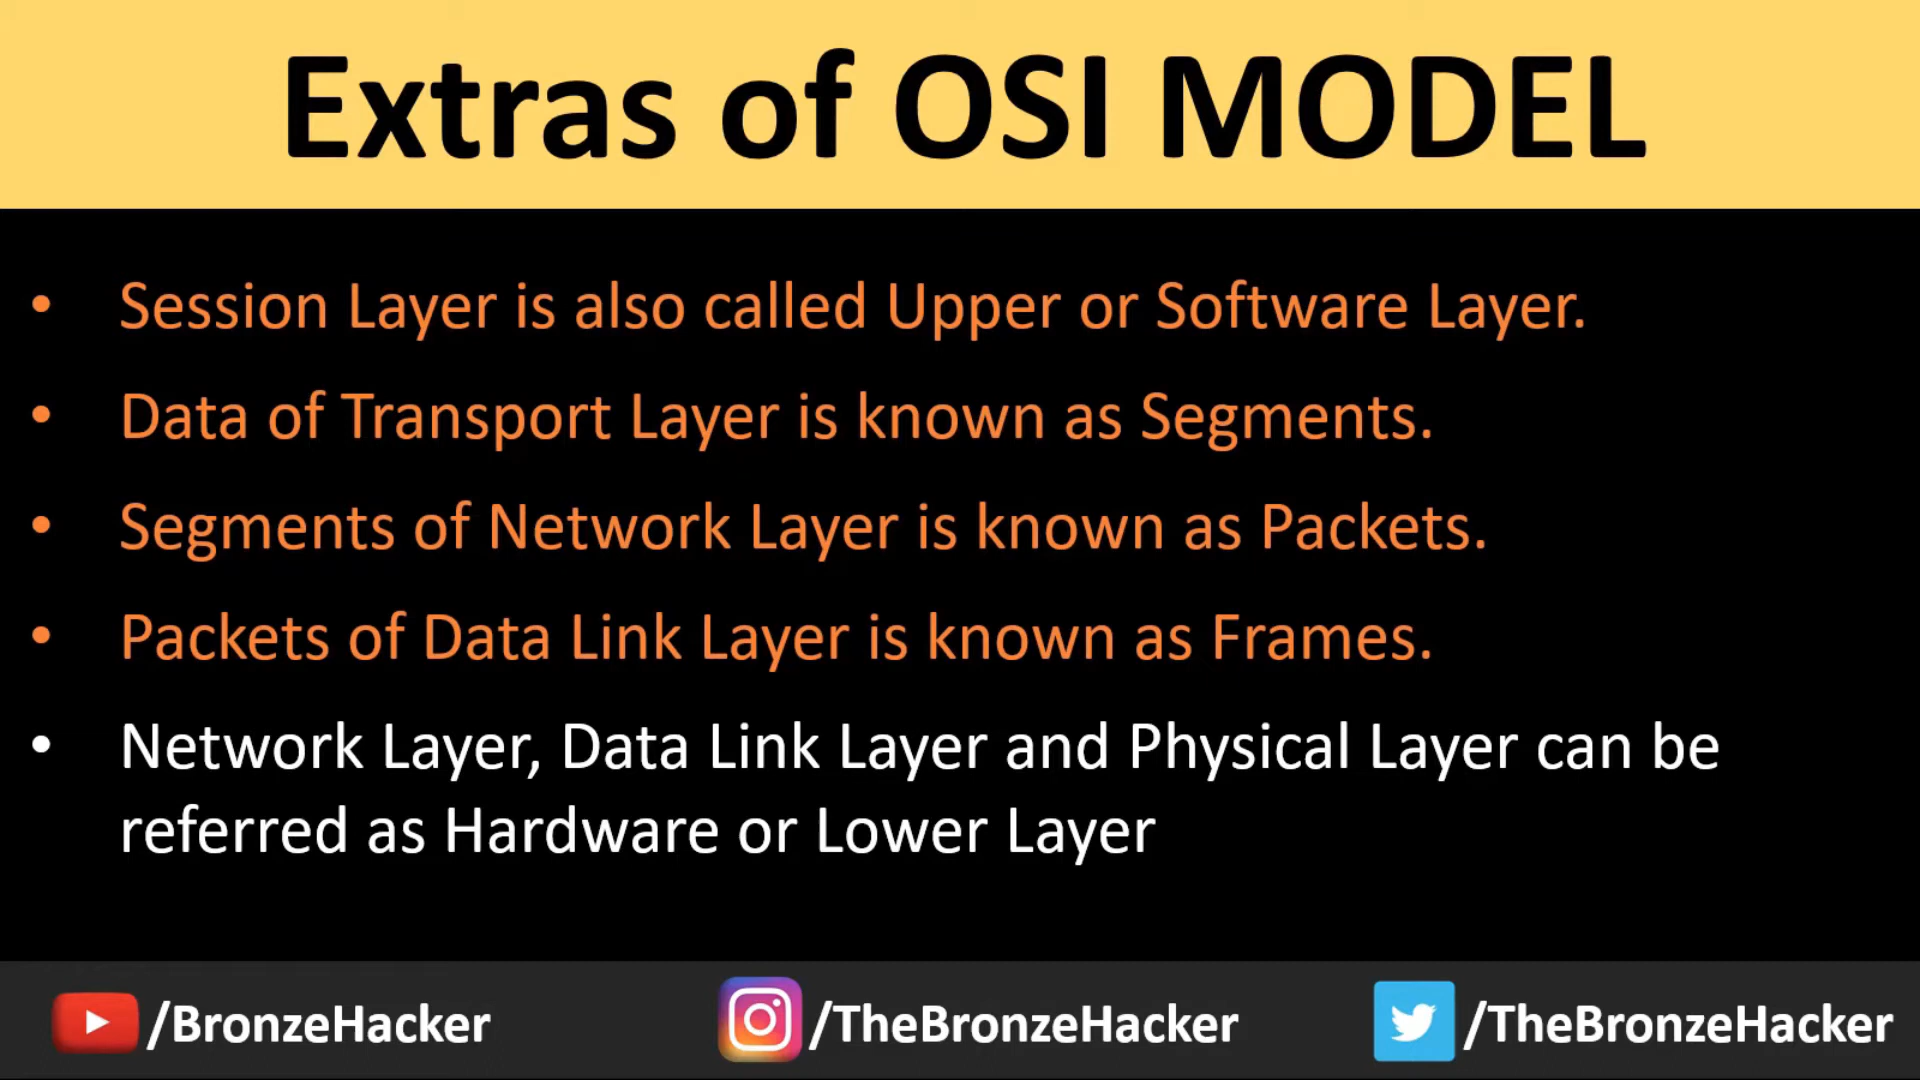 Extras of OSI MODEL
• Session Layer is also called Upper or Software Layer.
• Data of Transport Layer is known as Segments.
• Segments of Network Layer is known as Packets.
• Packets of Data Link Layer is known as Frames.
• Network Layer, Data Link Layer and Physical Layer can be
referred as Hardware or Lower Layer
/BronzeHacker /TheBronzeHacker /TheBronzeHacker